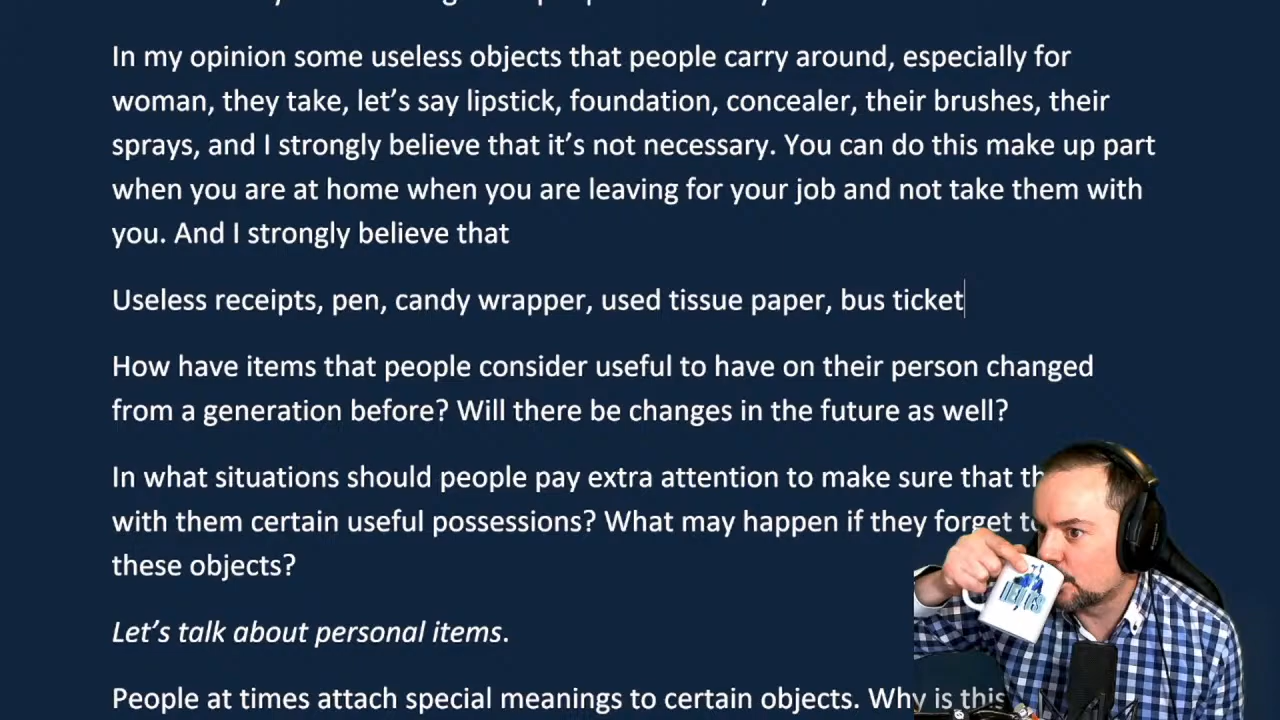 In my opinion some useless objects that people carry around, especially for
woman, they take, let's say lipstick, foundation, concealer, their brushes, their
sprays, and I strongly believe that it's not necessary. You can do this make up part
when you are at home when you are leaving for your job and not take them with
you. And I strongly believe that
Useless receipts, pen, candy wrapper, used tissue paper, bus ticket
How have items that people consider useful to have on their person changed
from a generation before? Will there be changes in the future as well?
In what situations should people pay extra attention to make sure that
with them certain useful possessions? What may happen if they forget
these objects?
Let's talk about personal items.
People at times attach special meanings to certain objects. Why is this